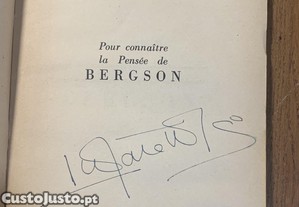 Pour connaître
la Pensée de
BERGSON
CustoJusto.pt